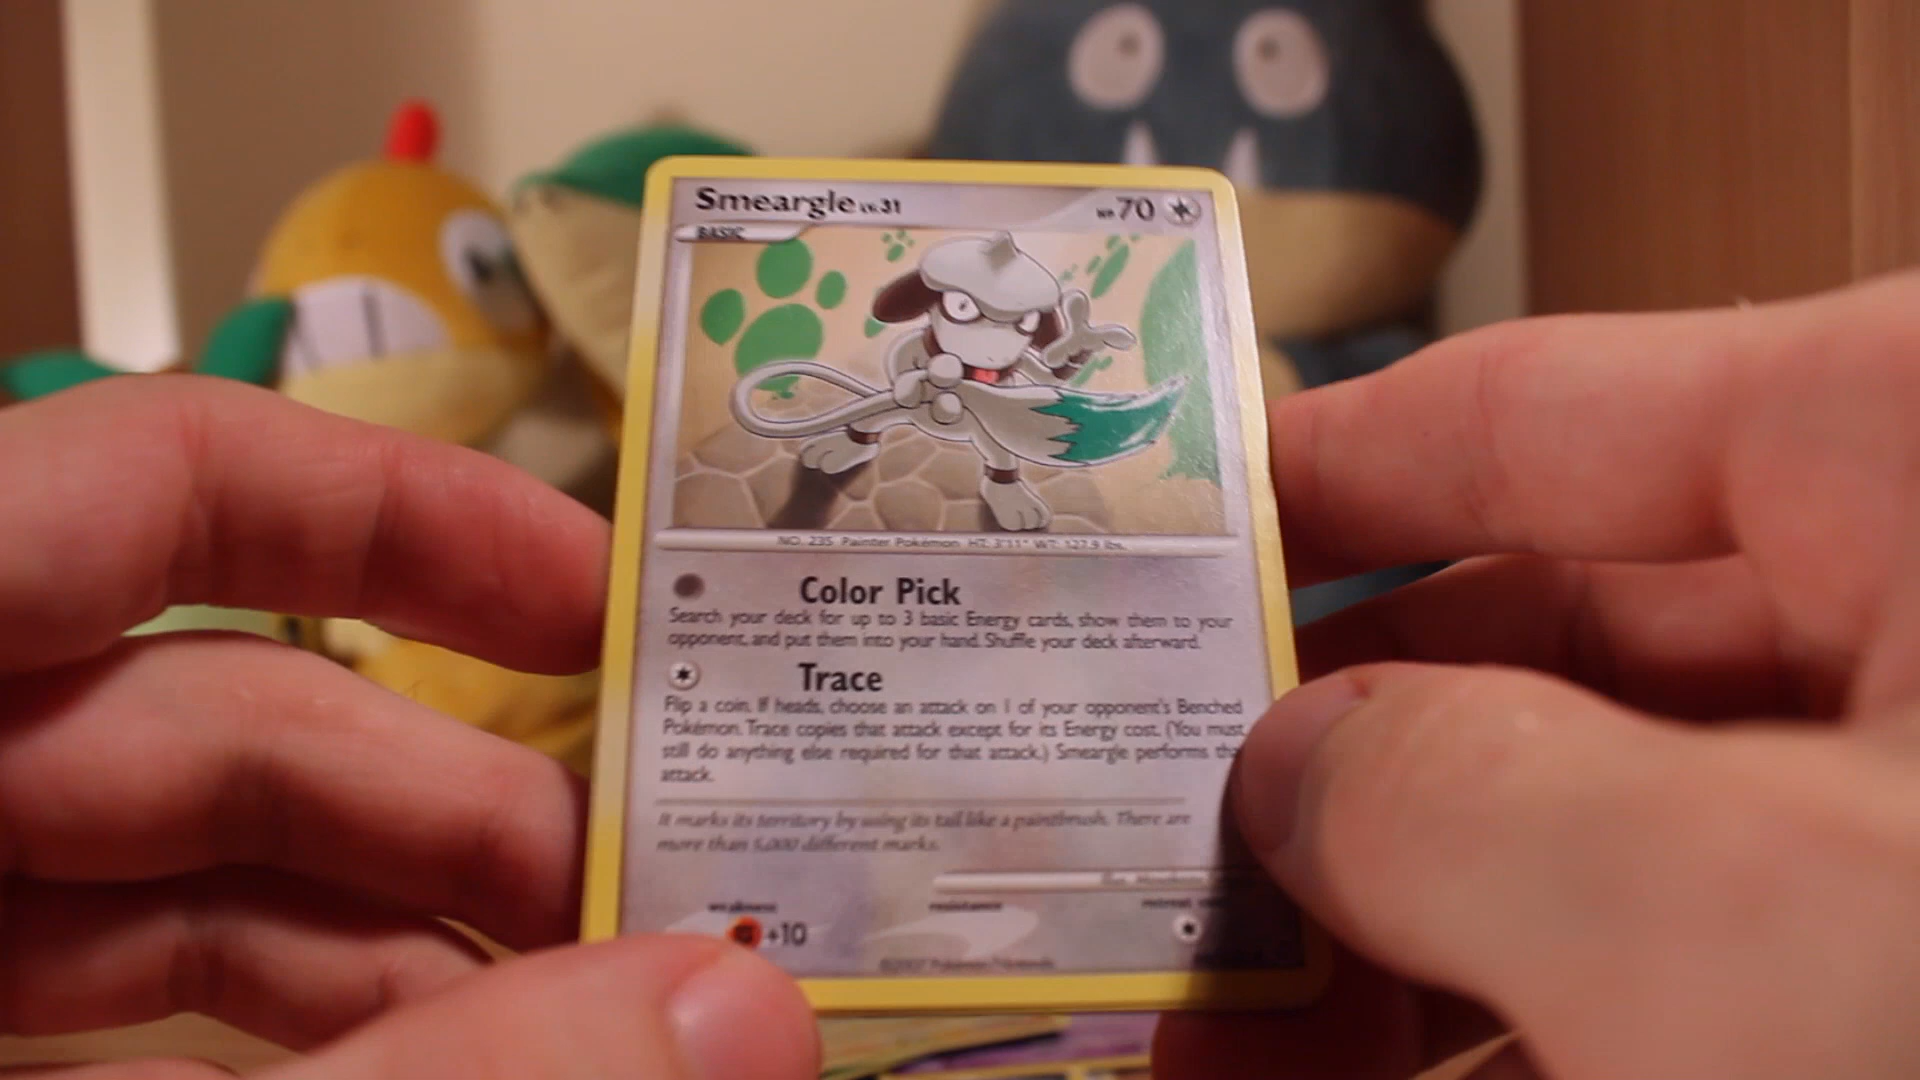 Smeargle LV.31
HP 70
BASIC
NO. 235 Painter Pokémon HT: 3'11" WT: 127.9 lbs.
Color Pick
Search your deck for up to 3 basic Energy cards, show them to your
opponent, and put them into your hand. Shuffle your deck afterward.
Trace
Flip a coin. If heads, choose an attack on 1 of your opponent's Benched
Pokémon. Trace copies that attack except for its Energy cost. (You must
still do anything else required for that attack.) Smeargle performs
attack.
It marks its territory by using its tail like a paintbrush. There are
more than 5,000 different marks.
weakness
resistance
retreat
+10
©2007 Pokémon/Nintendo